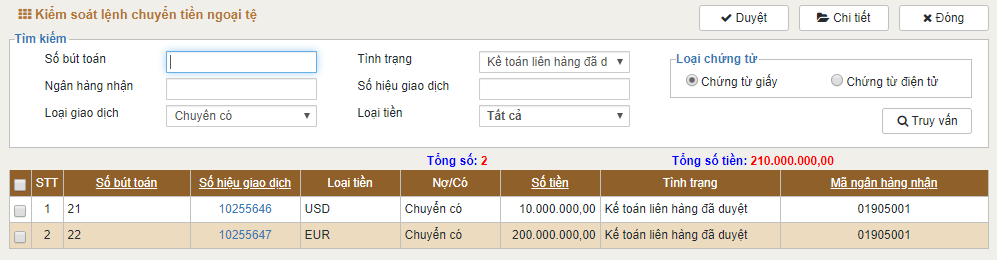 Kiểm soát lệnh chuyển tiền ngoại tệ
Duyệt Chi tiết Đóng
Tìm kiếm
Số bút toán Tình trạng Kế toán liên hàng đã d Loại chứng từ
Ngân hàng nhận Số hiệu giao dịch Chứng từ giấy Chứng từ điện tử
Loại giao dịch Chuyển có Loại tiền Tất cả Truy vấn
Tổng số: 2 Tổng số tiền: 210.000.000,00
STT Số bút toán Số hiệu giao dịch Loại tiền Nợ/Có Số tiền Tình trạng Mã ngân hàng nhận
1 21 10255646 USD Chuyển có 10.000.000,00 Kế toán liên hàng đã duyệt 01905001
2 22 10255647 EUR Chuyển có 200.000.000,00 Kế toán liên hàng đã duyệt 01905001